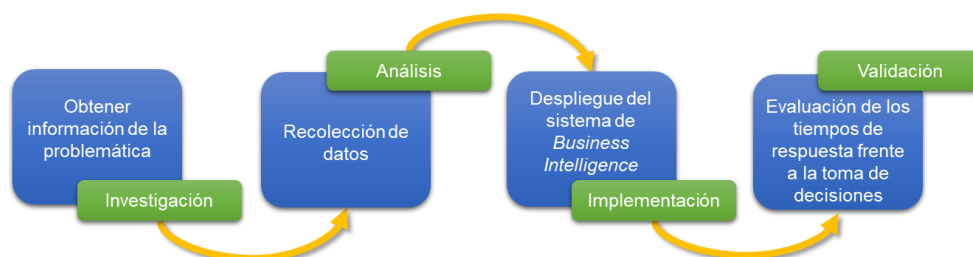 Obtener
información de la
problemática
Investigación
Análisis
Recolección de
datos
Despliegue del
sistema de
Business
Intelligence
Implementación
Validación
Evaluación de los
tiempos de
respuesta frente
a la toma de
decisiones